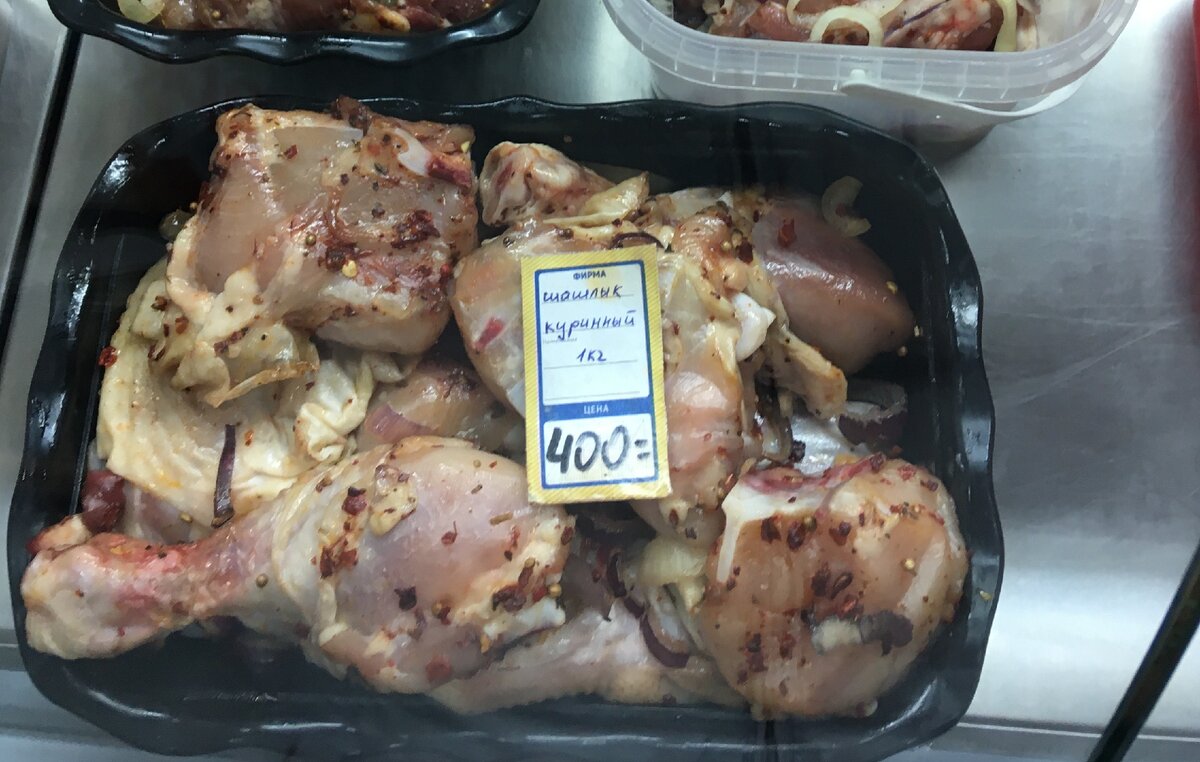 ФИРМА
шашлык
куринный
1кг
ЦЕНА
400=